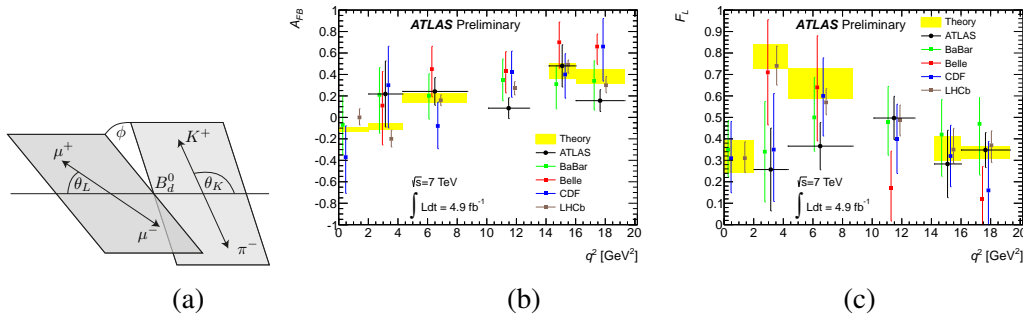 ϕ
K⁺
μ⁺
θ_L
B⁰_d
θ_K
μ⁻
π⁻
(a)
A_FB
1
0.8
0.6
0.4
0.2
0
-0.2
-0.4
-0.6
-0.8
-1
ATLAS Preliminary
Theory
ATLAS
BaBar
Belle
CDF
LHCb
√s=7 TeV
∫ Ldt = 4.9 fb⁻¹
0 2 4 6 8 10 12 14 16 18 20
q² [GeV²]
(b)
F_L
1
0.9
0.8
0.7
0.6
0.5
0.4
0.3
0.2
0.1
0
ATLAS Preliminary
Theory
ATLAS
BaBar
Belle
CDF
LHCb
√s=7 TeV
∫ Ldt = 4.9 fb⁻¹
0 2 4 6 8 10 12 14 16 18 20
q² [GeV²]
(c)